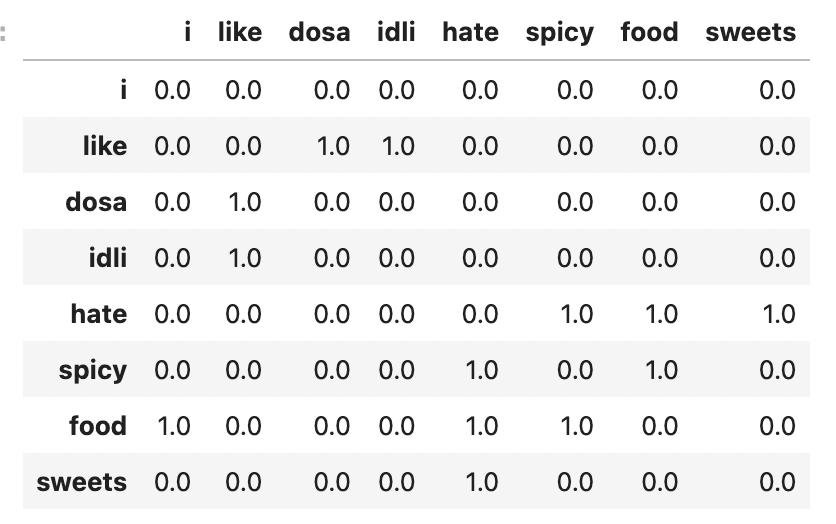 :
i like dosa idli hate spicy food sweets
i 0.0 0.0 0.0 0.0 0.0 0.0 0.0 0.0
like 0.0 0.0 1.0 1.0 0.0 0.0 0.0 0.0
dosa 0.0 1.0 0.0 0.0 0.0 0.0 0.0 0.0
idli 0.0 1.0 0.0 0.0 0.0 0.0 0.0 0.0
hate 0.0 0.0 0.0 0.0 0.0 1.0 1.0 1.0
spicy 0.0 0.0 0.0 0.0 1.0 0.0 1.0 0.0
food 1.0 0.0 0.0 0.0 1.0 1.0 0.0 0.0
sweets 0.0 0.0 0.0 0.0 1.0 0.0 0.0 0.0